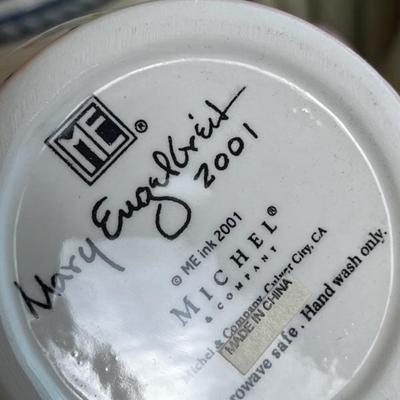 ME®
Mary Engelbreit
2001
© ME ink 2001
MICHEL®
& COMPANY
Michel & Company, Culver City, CA
MADE IN CHINA
rowave safe. Hand wash only.